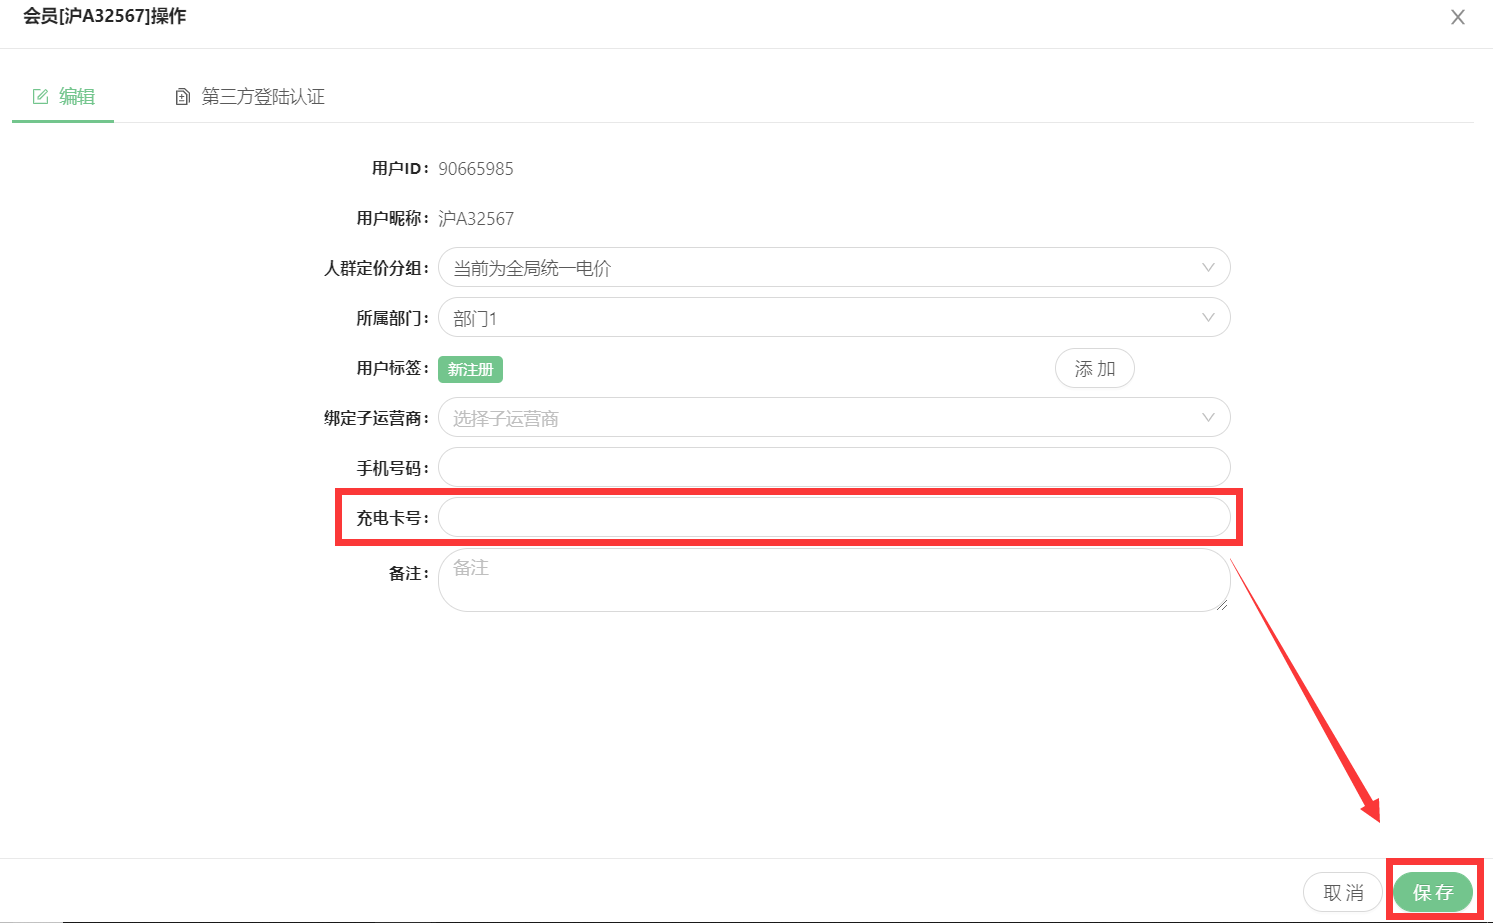 会员[沪A32567]操作
编辑 第三方登陆认证
用户ID： 90665985
用户昵称： 沪A32567
人群定价分组： 当前为全局统一电价
所属部门： 部门1
用户标签： 新注册 添 加
绑定子运营商： 选择子运营商
手机号码：
充电卡号：
备注： 备注
取 消 保 存